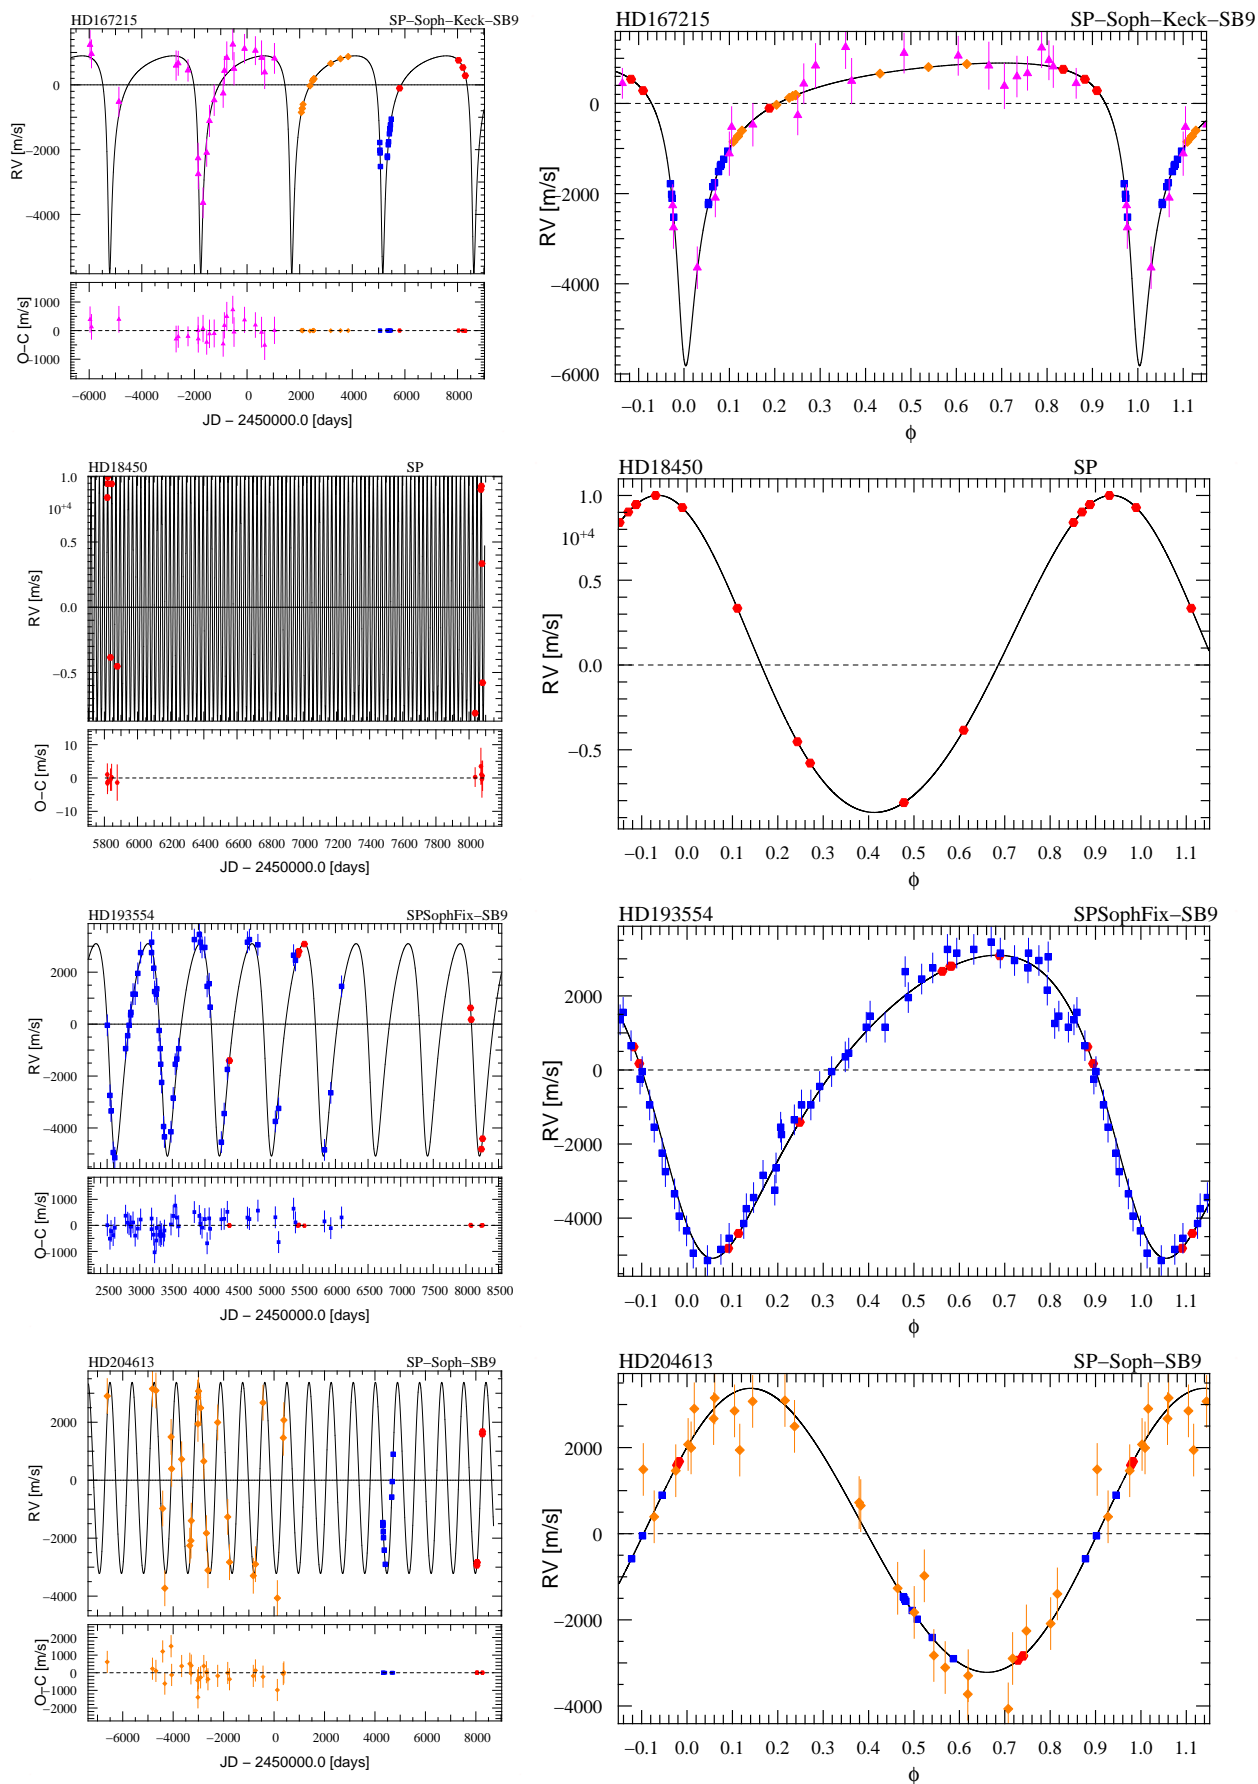 HD167215 SP−Soph−Keck−SB9
0
−2000
−4000
RV [m/s]
1000
0
−1000
O−C [m/s]
−6000 −4000 −2000 0 2000 4000 6000 8000
JD − 2450000.0 [days]
HD167215 SP−Soph−Keck−SB9
0
−2000
−4000
−6000
RV [m/s]
−0.1 0.0 0.1 0.2 0.3 0.4 0.5 0.6 0.7 0.8 0.9 1.0 1.1
ϕ
HD18450 SP
1.0
10⁺⁴
0.5
0.0
−0.5
RV [m/s]
10
0
−10
O−C [m/s]
5800 6000 6200 6400 6600 6800 7000 7200 7400 7600 7800 8000
JD − 2450000.0 [days]
HD18450 SP
1.0
10⁺⁴
0.5
0.0
−0.5
RV [m/s]
−0.1 0.0 0.1 0.2 0.3 0.4 0.5 0.6 0.7 0.8 0.9 1.0 1.1
ϕ
HD193554 SPSophFix−SB9
2000
0
−2000
−4000
RV [m/s]
1000
0
−1000
O−C [m/s]
2500 3000 3500 4000 4500 5000 5500 6000 6500 7000 7500 8000 8500
JD − 2450000.0 [days]
HD193554 SPSophFix−SB9
2000
0
−2000
−4000
RV [m/s]
−0.1 0.0 0.1 0.2 0.3 0.4 0.5 0.6 0.7 0.8 0.9 1.0 1.1
ϕ
HD204613 SP−Soph−SB9
2000
0
−2000
−4000
RV [m/s]
2000
1000
0
−1000
−2000
O−C [m/s]
−6000 −4000 −2000 0 2000 4000 6000 8000
JD − 2450000.0 [days]
HD204613 SP−Soph−SB9
2000
0
−2000
−4000
RV [m/s]
−0.1 0.0 0.1 0.2 0.3 0.4 0.5 0.6 0.7 0.8 0.9 1.0 1.1
ϕ